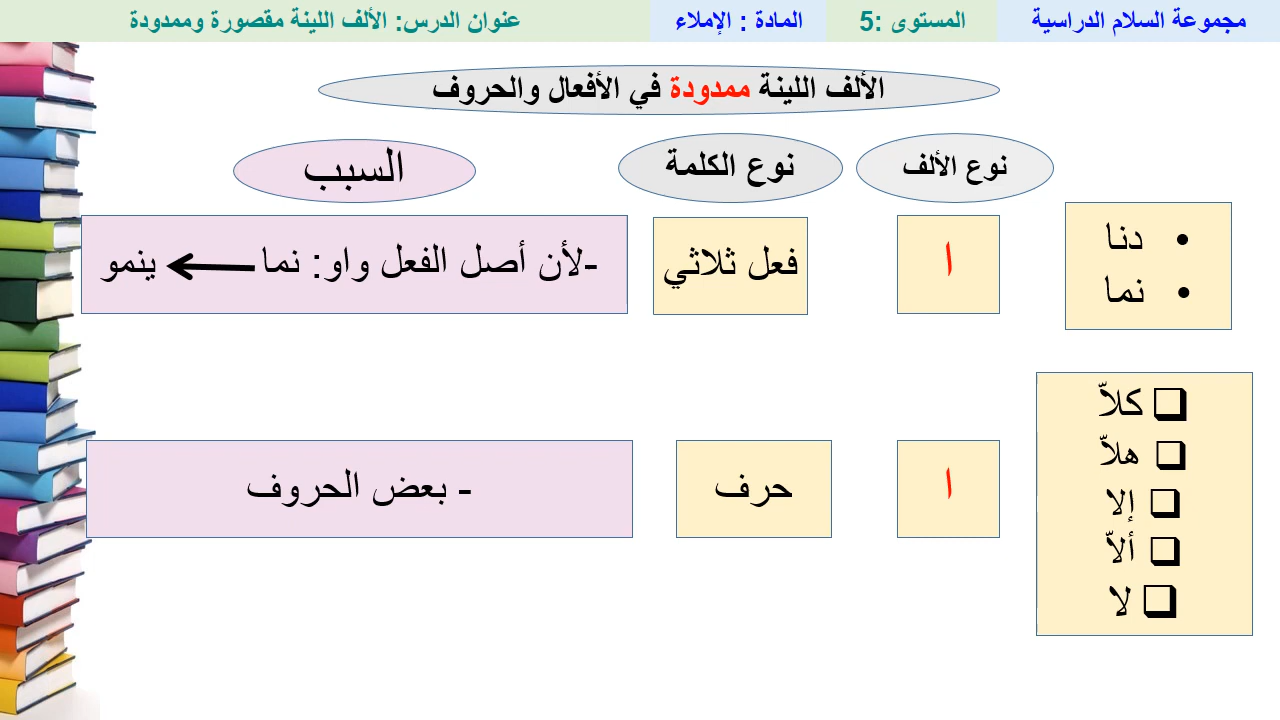 مجموعة السلام الدراسية
المستوى :5
المادة : الإملاء
عنوان الدرس: الألف اللينة مقصورة وممدودة
الألف اللينة ممدودة في الأفعال والحروف
نوع الألف
نوع الكلمة
السبب
• دنا
• نما
ا
فعل ثلاثي
-لأن أصل الفعل واو: نما ← ينمو
❑ كلاّ
❑ هلاّ
❑ إلا
❑ ألاّ
❑ لا
ا
حرف
- بعض الحروف